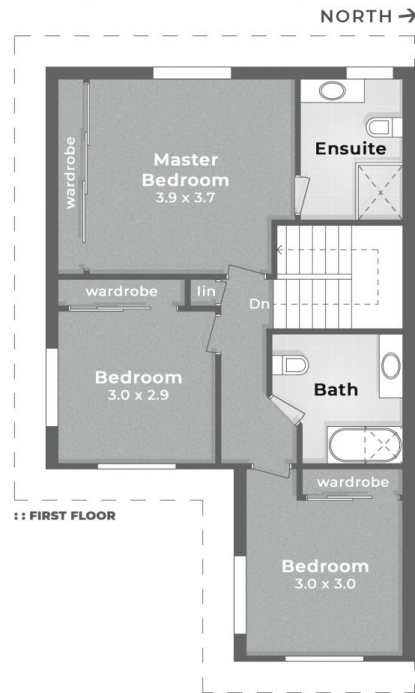 NORTH →
Ensuite
Master
Bedroom
3.9 x 3.7
wardrobe
wardrobe
lin
Dn
Bedroom
3.0 x 2.9
Bath
wardrobe
:: FIRST FLOOR
Bedroom
3.0 x 3.0